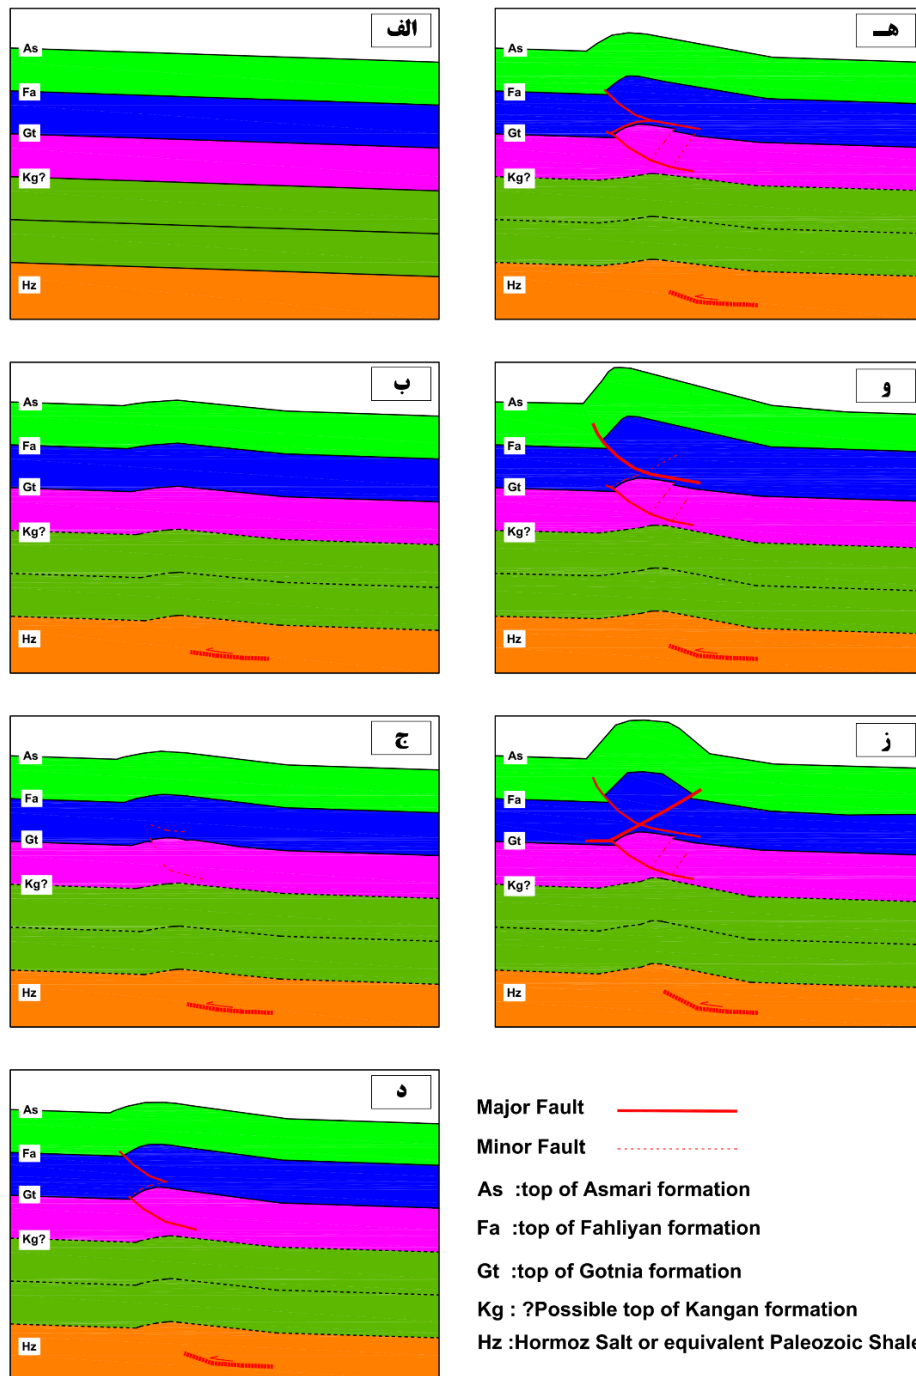 الف
As
Fa
Gt
Kg?
Hz
ب
As
Fa
Gt
Kg?
Hz
ج
As
Fa
Gt
Kg?
Hz
د
As
Fa
Gt
Kg?
Hz
هـ
As
Fa
Gt
Kg?
Hz
و
As
Fa
Gt
Kg?
Hz
ز
As
Fa
Gt
Kg?
Hz
Major Fault
Minor Fault
As :top of Asmari formation
Fa :top of Fahliyan formation
Gt :top of Gotnia formation
Kg : ?Possible top of Kangan formation
Hz :Hormoz Salt or equivalent Paleozoic Shale